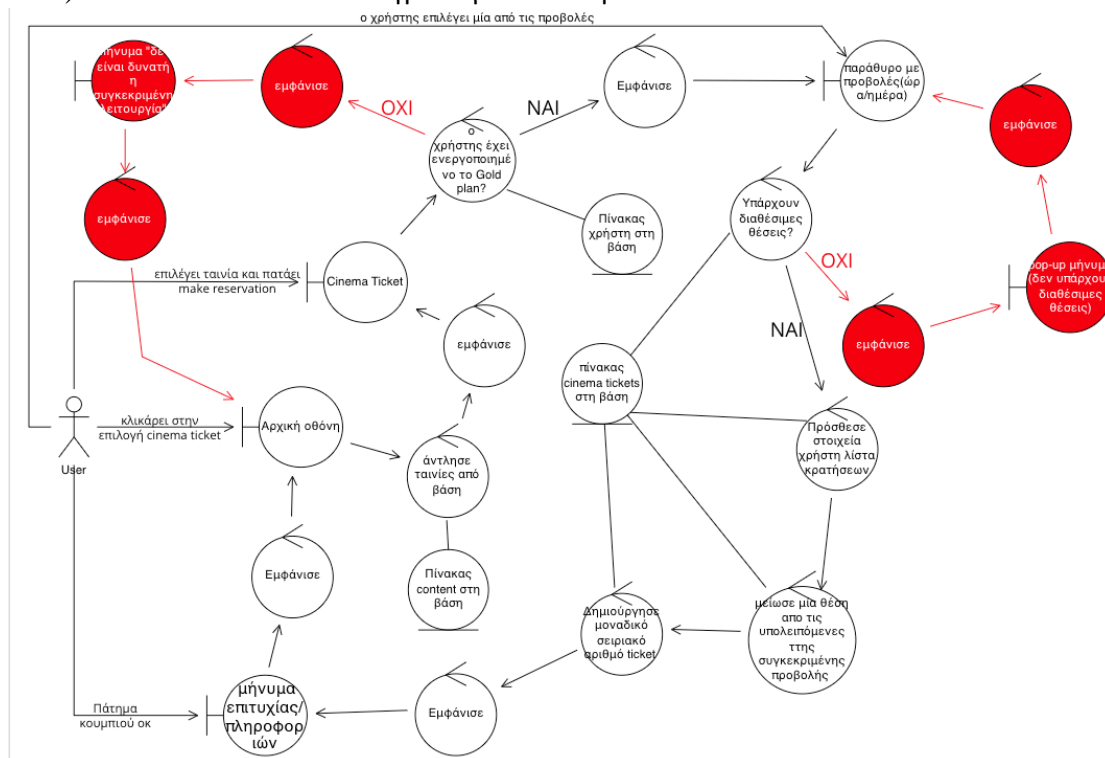 ο χρήστης επιλέγει μία από τις προβολές
είναι δυνατή
η
συγκεκριμένη
λειτουργία"
εμφάνισε
ΟΧΙ
ΝΑΙ
Εμφάνισε
παράθυρο με
προβολές(ώρ
α/ημέρα)
εμφάνισε
ο
χρήστης έχει
ενεργοποιημέ
νο το Gold
plan?
εμφάνισε
Πίνακας
χρήστη στη
βάση
Υπάρχουν
διαθέσιμες
θέσεις?
ΟΧΙ
pop-up μήνυμα
(δεν υπάρχουν
διαθέσιμες
θέσεις)
επιλέγει ταινία και πατάει
make reservation
Cinema Ticket
ΝΑΙ
εμφάνισε
εμφάνισε
πίνακας
cinema tickets
στη βάση
κλικάρει στην
επιλογή cinema ticket
Αρχική οθόνη
User
άντλησε
ταινίες από
βάση
Πρόσθεσε
στοιχεία
χρήστη λίστα
κρατήσεων
Εμφάνισε
Πίνακας
content στη
βάση
Δημιούργησε
μοναδικό
σειριακό
αριθμό ticket
μείωσε μία θέση
απο τις
υπολειπόμενες
ττης
συγκεκριμένης
προβολής
Πάτημα
κουμπιού οκ
μήνυμα
επιτυχίας/
πληροφορ
ιών
Εμφάνισε